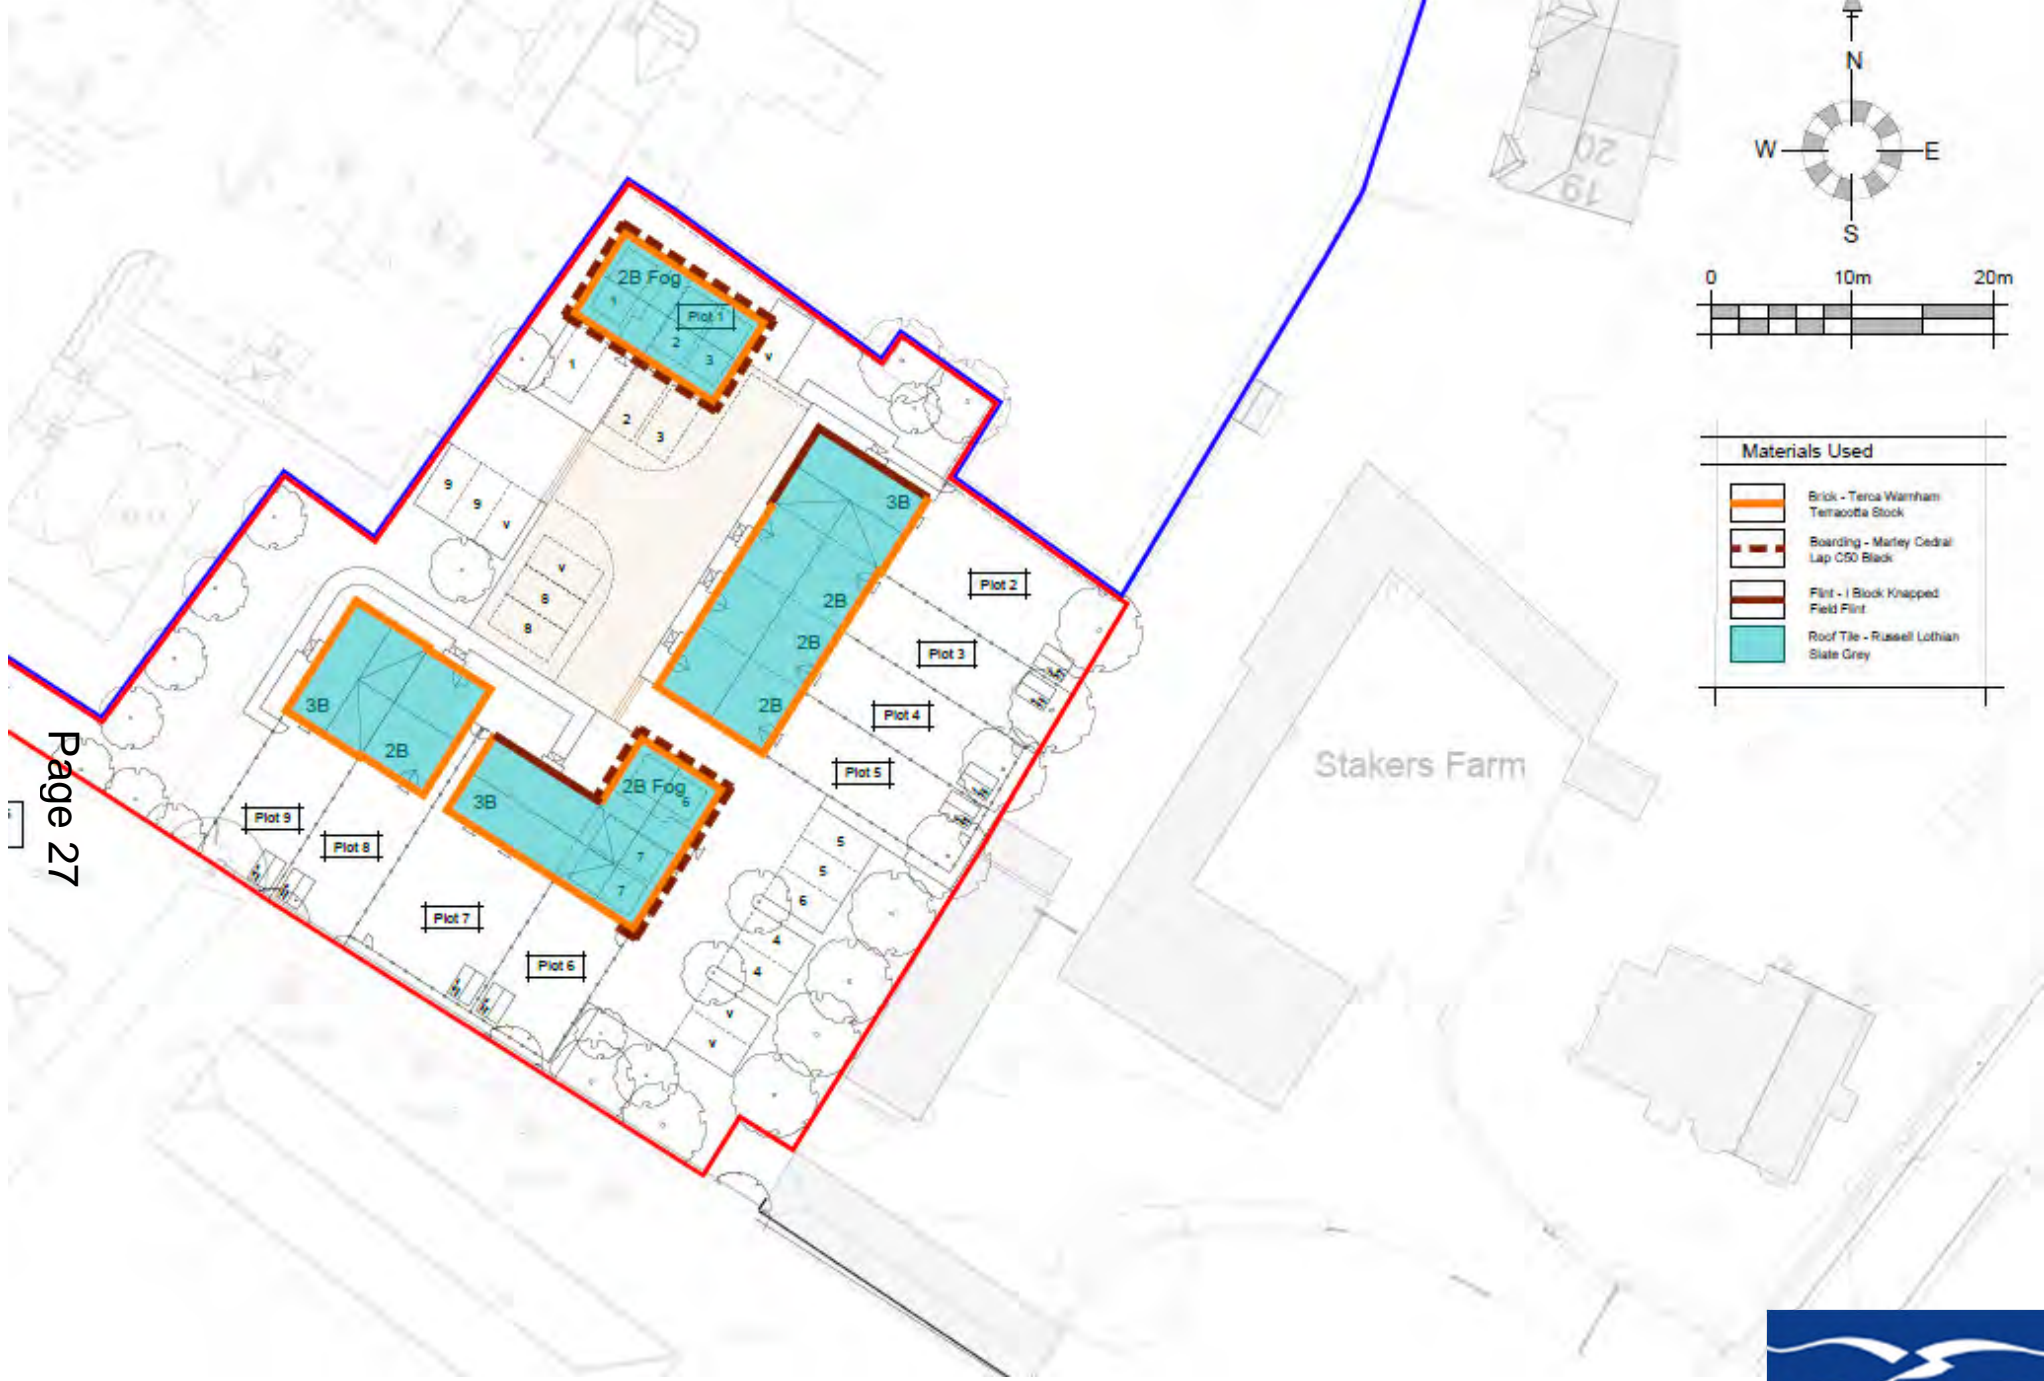 N
W
E
S
0 10m 20m
19
20
Materials Used
Brick - Terca Warnham
Terracotta Stock
Boarding - Marley Cedral
Lap C50 Black
Flint - I Block Knapped
Field Flint
Roof Tile - Russell Lothian
Slate Grey
2B Fog
1
Plot 1
2
3
1
v
2
3
9
9
v
v
8
8
3B
2B
2B
2B
Plot 2
Plot 3
Plot 4
Plot 5
3B
2B
3B
2B Fog
6
7
7
Plot 9
Plot 8
Plot 7
Plot 6
5
5
6
4
4
v
v
Stakers Farm
Page 27